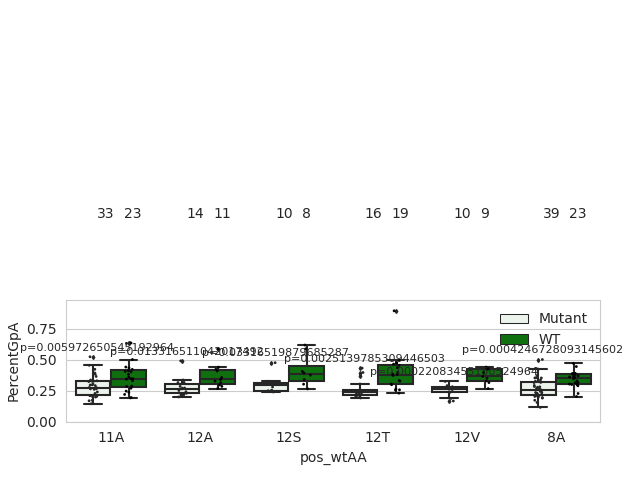 33 23 14 11 10 8 16 19 10 9 39 23
Mutant
WT
p=0.005972650545192964
p=0.0025139785309446503
p=0.0004246728093145602
PercentGpA
0.75
0.50
0.25
0.00
11A 12A 12S 12T 12V 8A
pos_wtAA